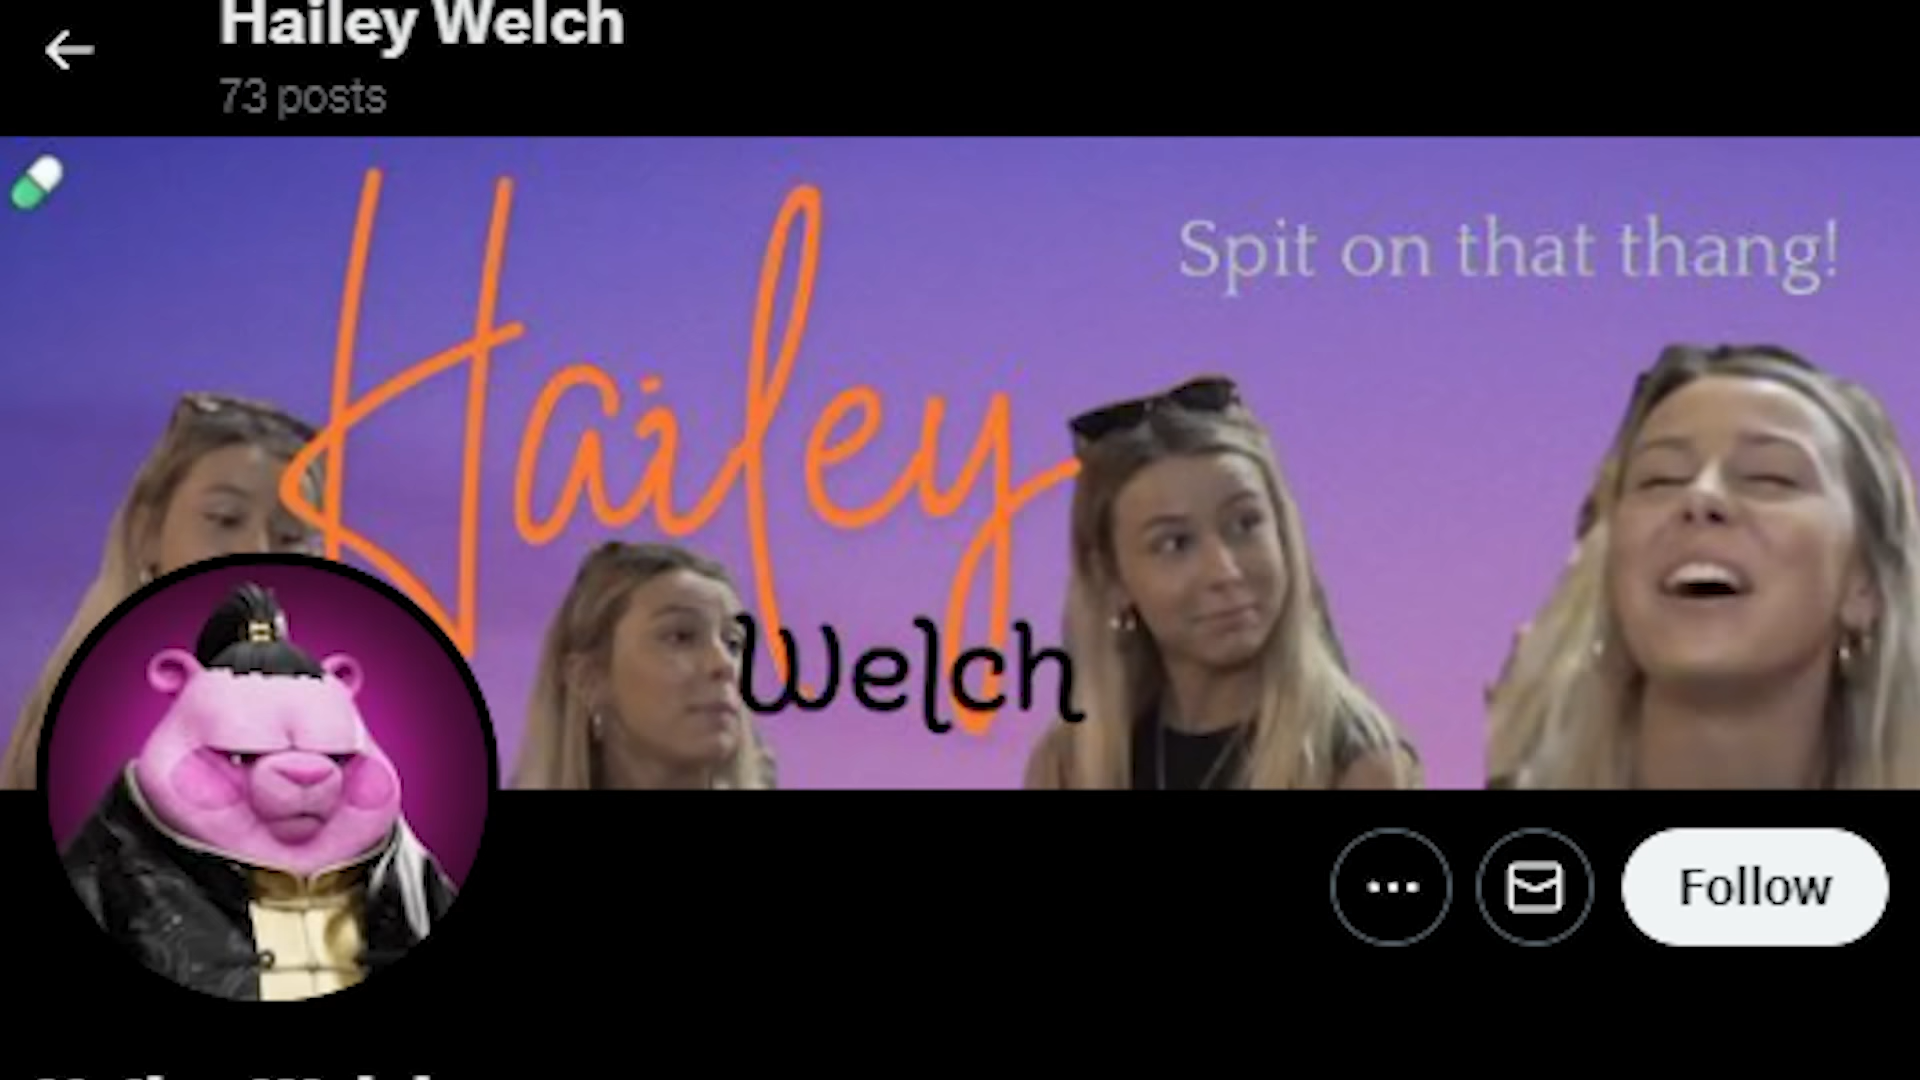 Hailey Welch
73 posts
Spit on that thang!
Hailey
Welch
Follow